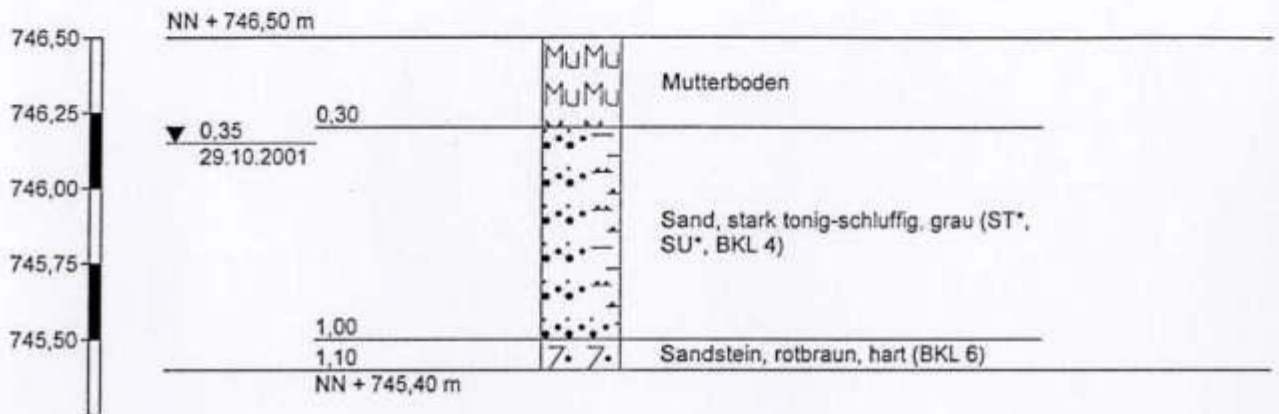 NN + 746,50 m
746,50
MuMu
Mutterboden
MuMu
746,25
0,30
0,35
29.10.2001
746,00
Sand, stark tonig-schluffig, grau (ST*,
SU*, BKL 4)
745,75
745,50
1,00
Sandstein, rotbraun, hart (BKL 6)
1,10
NN + 745,40 m